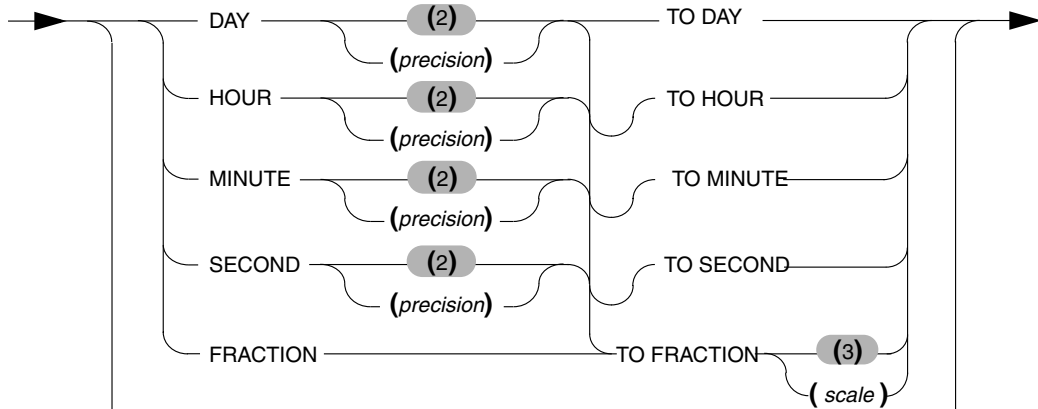 DAY (2) TO DAY
(precision)
HOUR (2) TO HOUR
(precision)
MINUTE (2) TO MINUTE
(precision)
SECOND (2) TO SECOND
(precision)
FRACTION TO FRACTION (3)
( scale )